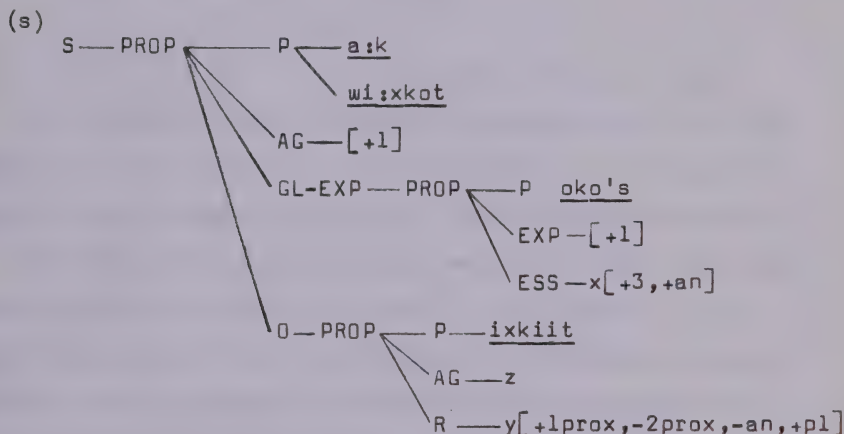 (s)
S — PROP — P — a:k
wi:xkot
AG — [+1]
GL-EXP — PROP — P oko's
EXP — [+1]
ESS — x[+3,+an]
O — PROP — P — ixkiit
AG — z
R — y[+1prox,-2prox,-an,+pl]